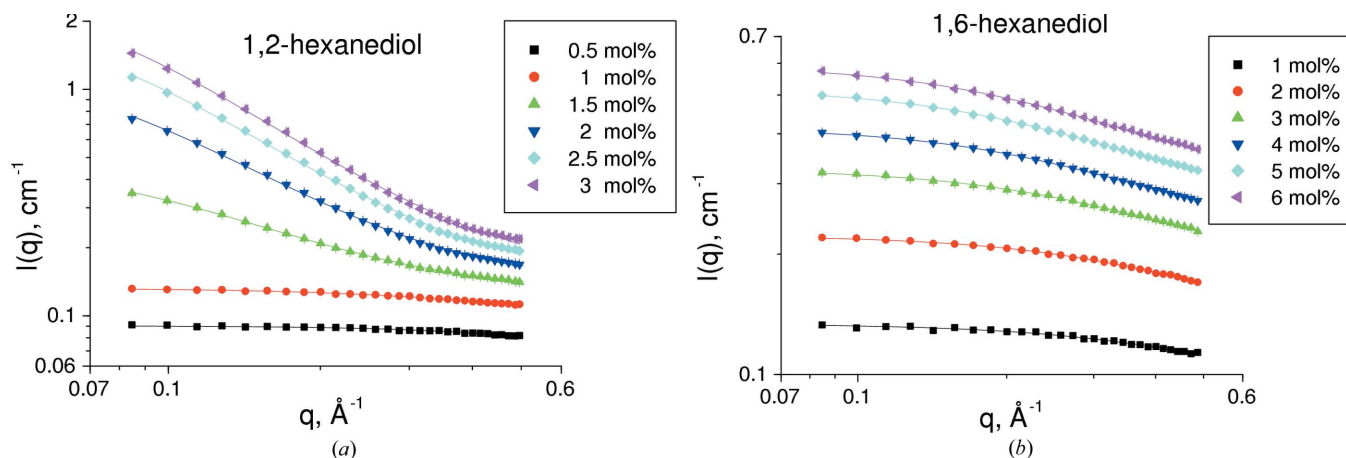 2
1
0.1
0.06
0.07
0.1
0.6
I(q), cm-1
q, Å-1
1,2-hexanediol
0.5 mol%
1 mol%
1.5 mol%
2 mol%
2.5 mol%
3 mol%
(a)
0.7
0.1
0.07
0.1
0.6
I(q), cm-1
q, Å-1
1,6-hexanediol
1 mol%
2 mol%
3 mol%
4 mol%
5 mol%
6 mol%
(b)